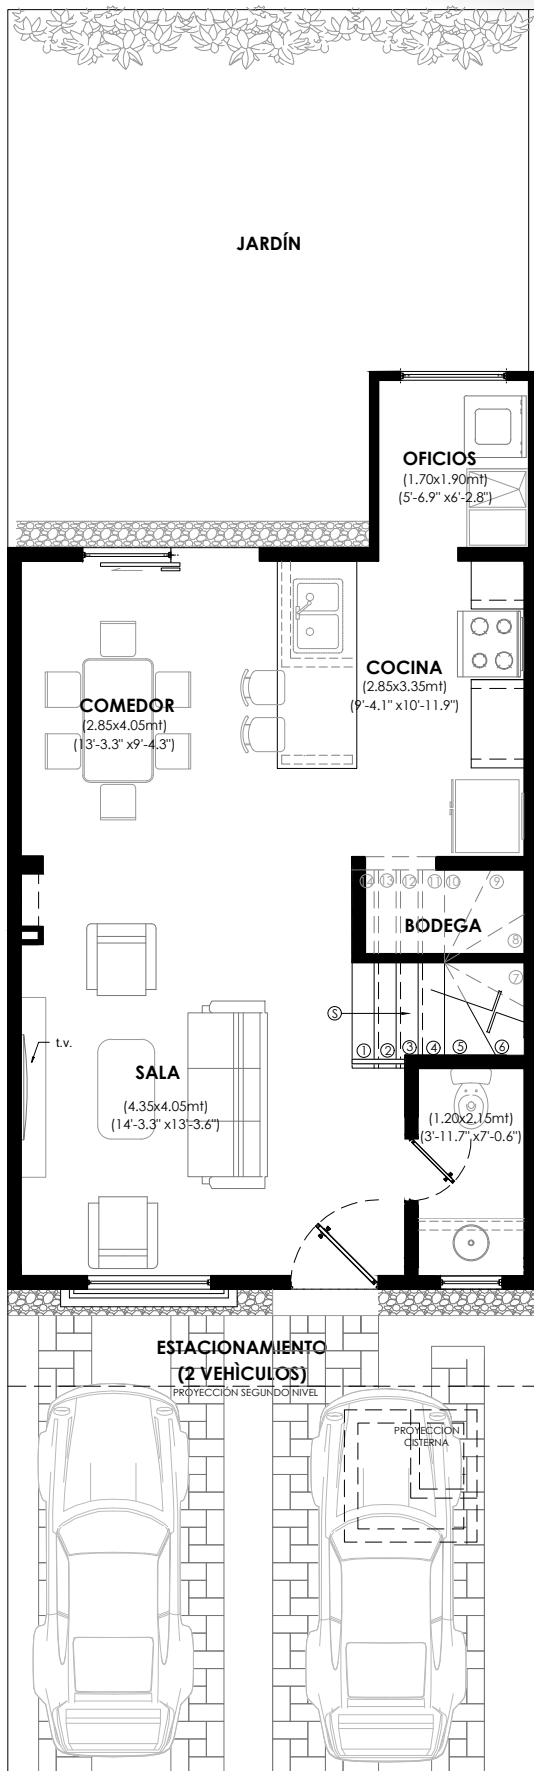 JARDÍN
OFICIOS
(1.70x1.90mt)
(5'-6.9" x6'-2.8")
COCINA
(2.85x3.35mt)
(9'-4.1" x10'-11.9")
COMEDOR
(2.85x4.05mt)
(13'-3.3" x9'-4.3")
14 13 12 11 10 9
BODEGA
8
7
S
1 2 3 4 5 6
t.v.
SALA
(4.35x4.05mt)
(14'-3.3" x13'-3.6")
(1.20x2.15mt)
(3'-11.7" x7'-0.6")
ESTACIONAMIENTO
(2 VEHÌCULOS)
PROYECCIÓN SEGUNDO NIVEL
PROYECCION
CISTERNA